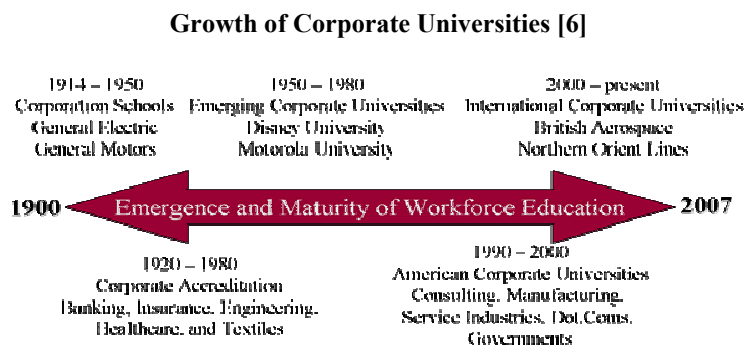 Growth of Corporate Universities [6]
1914 – 1950
Corporation Schools
General Electric
General Motors
1950 – 1980
Emerging Corporate Universities
Disney University
Motorola University
2000 – present
International Corporate Universities
British Aerospace
Northern Orient Lines
1900
Emergence and Maturity of Workforce Education
2007
1920 – 1980
Corporate Accreditation
Banking, Insurance, Engineering,
Healthcare, and Textiles
1990 – 2000
American Corporate Universities
Consulting, Manufacturing,
Service Industries, Dot.Coms,
Governments